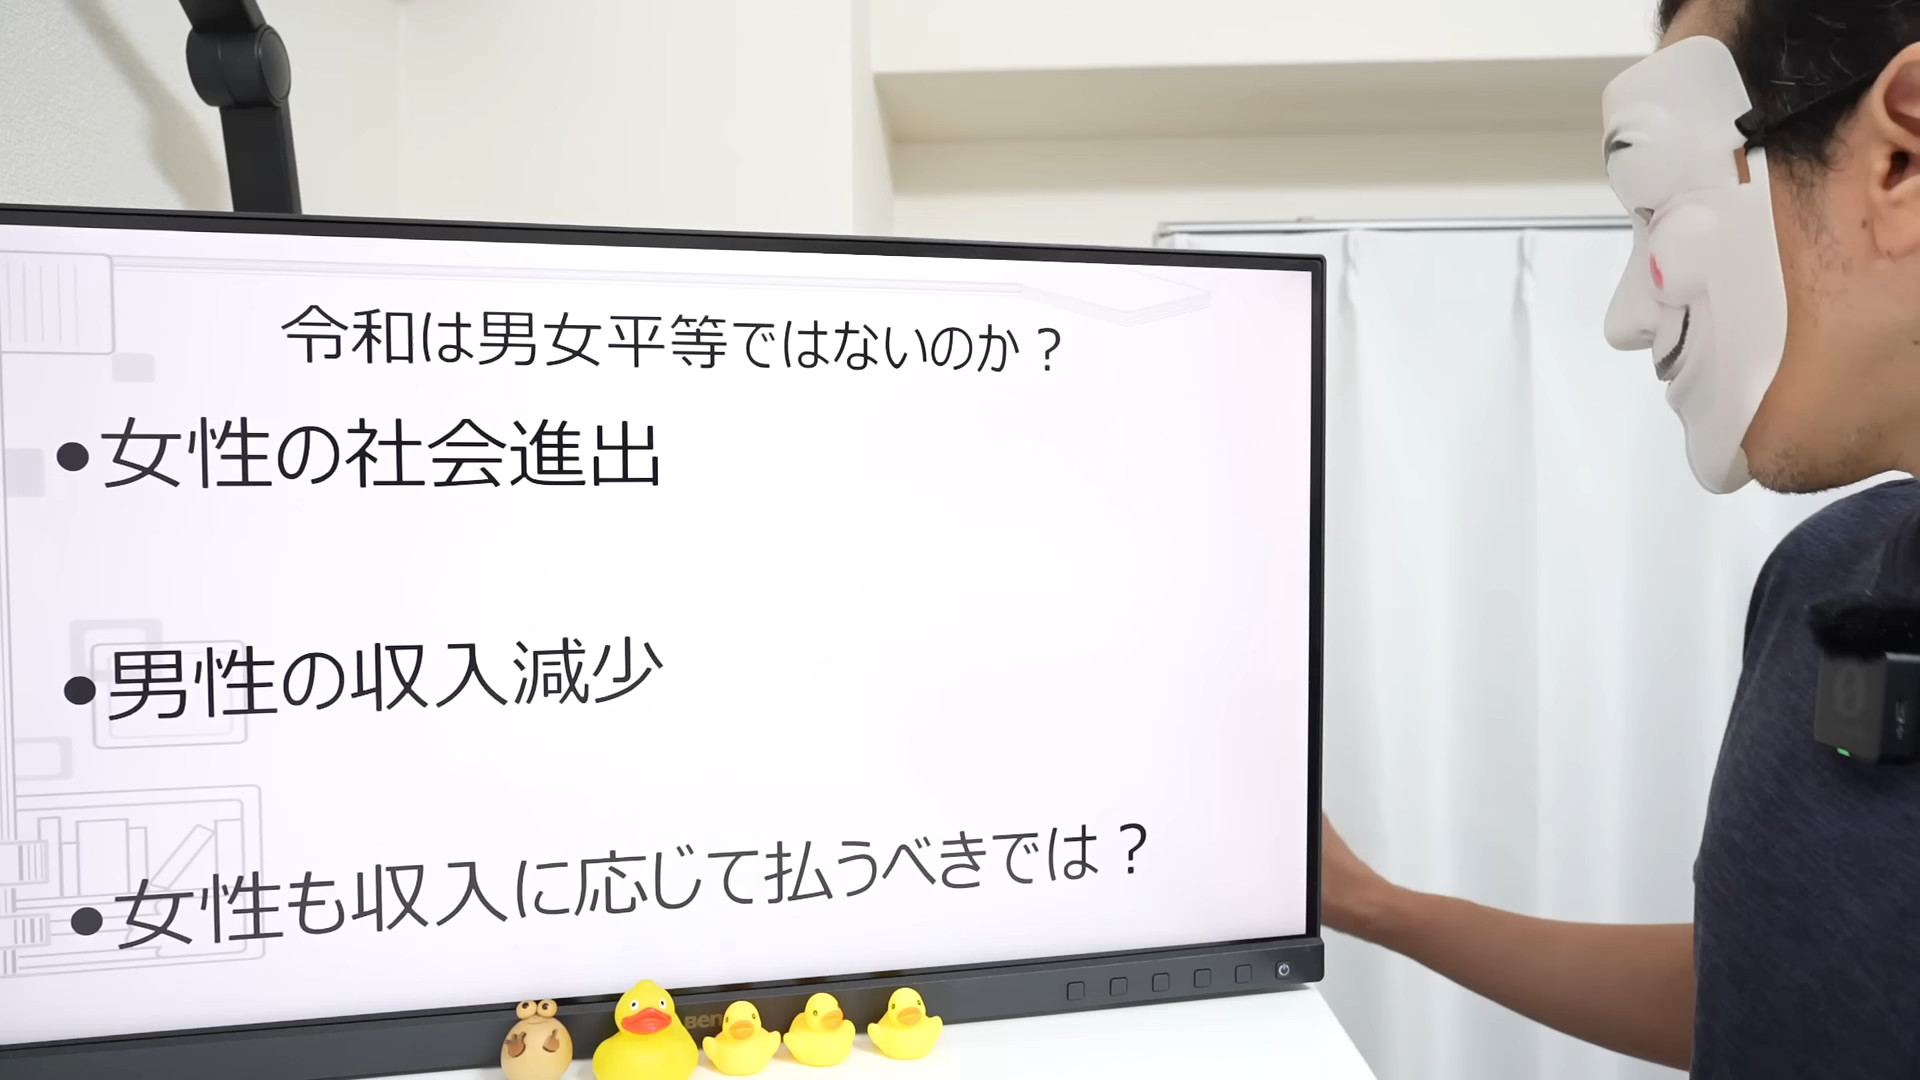 令和は男女平等ではないのか？
•女性の社会進出
•男性の収入減少
•女性も収入に応じて払うべきでは？
Ben